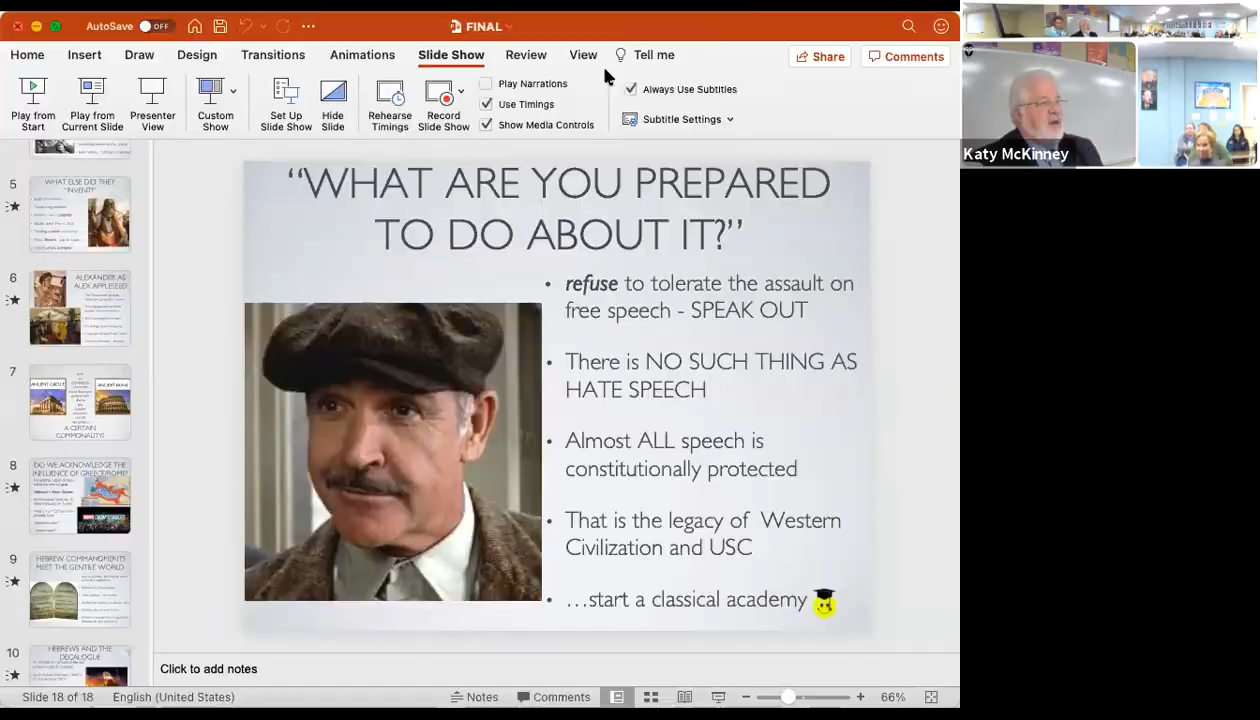 AutoSave OFF
FINAL
Home Insert Draw Design Transitions Animations Slide Show Review View Tell me
Share Comments
Play from Start
Play from Current Slide
Presenter View
Custom Show
Set Up Slide Show
Hide Slide
Rehearse Timings
Record Slide Show
Play Narrations
Use Timings
Show Media Controls
Always Use Subtitles
Subtitle Settings
Katy McKinney
5
WHAT ELSE DID THEY
"INVENT?"
6
ALEXANDER AS
ALEX APPLESEED
7
ANCIENT GREECE
ANCIENT ROME
A CERTAIN
COMMONALITY?
8
DO WE ACKNOWLEDGE THE
INFLUENCE OF GREECE/ROME?
9
HEBREW COMMANDMENTS
MEET THE GENTILE WORLD
10
HEBREWS AND THE
DECALOGUE
“WHAT ARE YOU PREPARED
TO DO ABOUT IT?”
• refuse to tolerate the assault on
free speech - SPEAK OUT
• There is NO SUCH THING AS
HATE SPEECH
• Almost ALL speech is
constitutionally protected
• That is the legacy of Western
Civilization and USC
• …start a classical academy
Click to add notes
Slide 18 of 18 English (United States) Notes Comments 66%